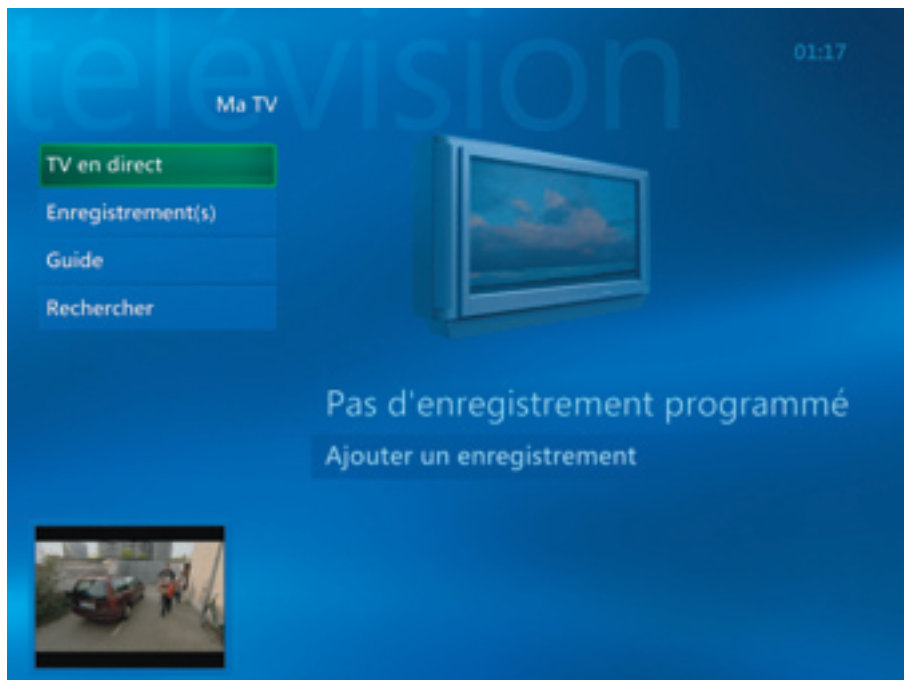 télévision
01:17
Ma TV
TV en direct
Enregistrement(s)
Guide
Rechercher
Pas d'enregistrement programmé
Ajouter un enregistrement